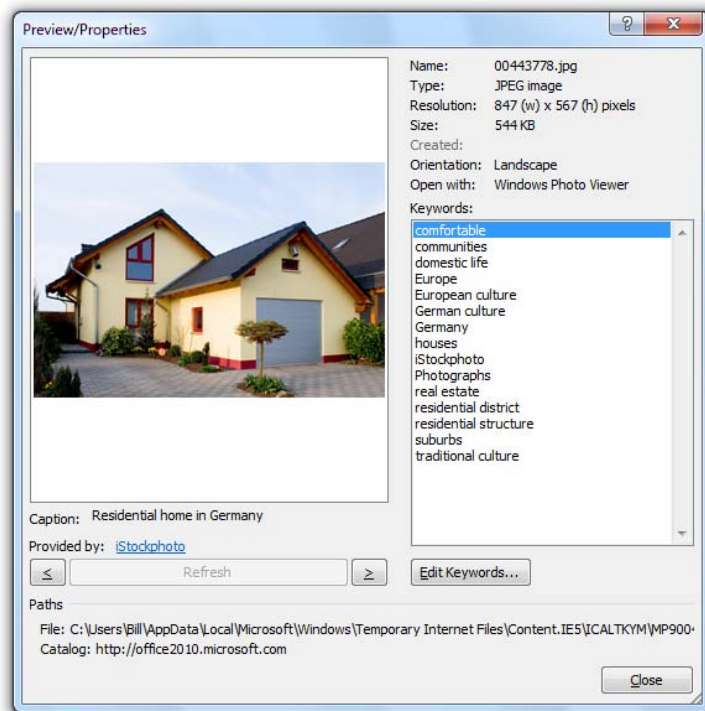 Preview/Properties
Name: 00443778.jpg
Type: JPEG image
Resolution: 847 (w) x 567 (h) pixels
Size: 544 KB
Created:
Orientation: Landscape
Open with: Windows Photo Viewer
Keywords:
comfortable
communities
domestic life
Europe
European culture
German culture
Germany
houses
iStockphoto
Photographs
real estate
residential district
residential structure
suburbs
traditional culture
Caption: Residential home in Germany
Provided by: iStockphoto
< Refresh > Edit Keywords...
Paths
File: C:\Users\Bill\AppData\Local\Microsoft\Windows\Temporary Internet Files\Content.IE5\ICALTKYM\MP9004
Catalog: http://office2010.microsoft.com
Close